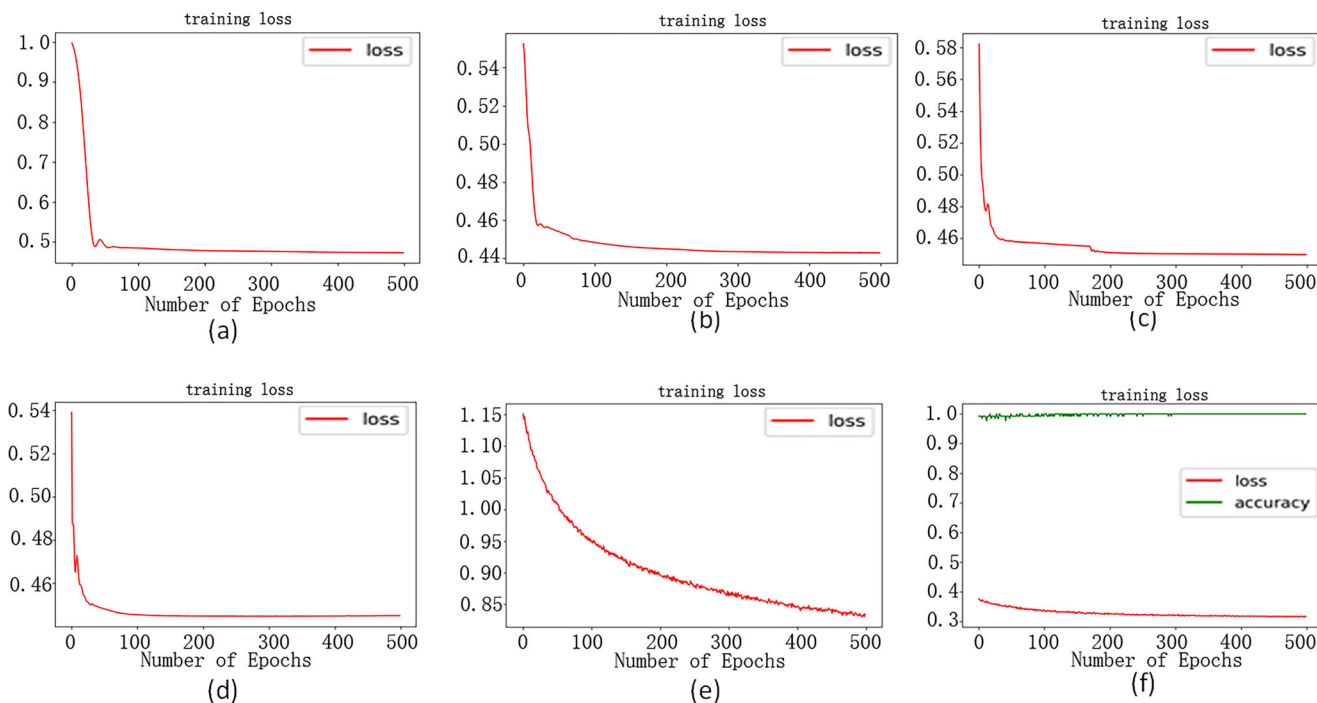 training loss
loss
1.0
0.9
0.8
0.7
0.6
0.5
0 100 200 300 400 500
Number of Epochs
(a)
training loss
loss
0.54
0.52
0.50
0.48
0.46
0.44
0 100 200 300 400 500
Number of Epochs
(b)
training loss
loss
0.58
0.56
0.54
0.52
0.50
0.48
0.46
0 100 200 300 400 500
Number of Epochs
(c)
training loss
loss
0.54
0.52
0.50
0.48
0.46
0 100 200 300 400 500
Number of Epochs
(d)
training loss
loss
1.15
1.10
1.05
1.00
0.95
0.90
0.85
0 100 200 300 400 500
Number of Epochs
(e)
training loss
loss
accuracy
1.0
0.9
0.8
0.7
0.6
0.5
0.4
0.3
0 100 200 300 400 500
Number of Epochs
(f)